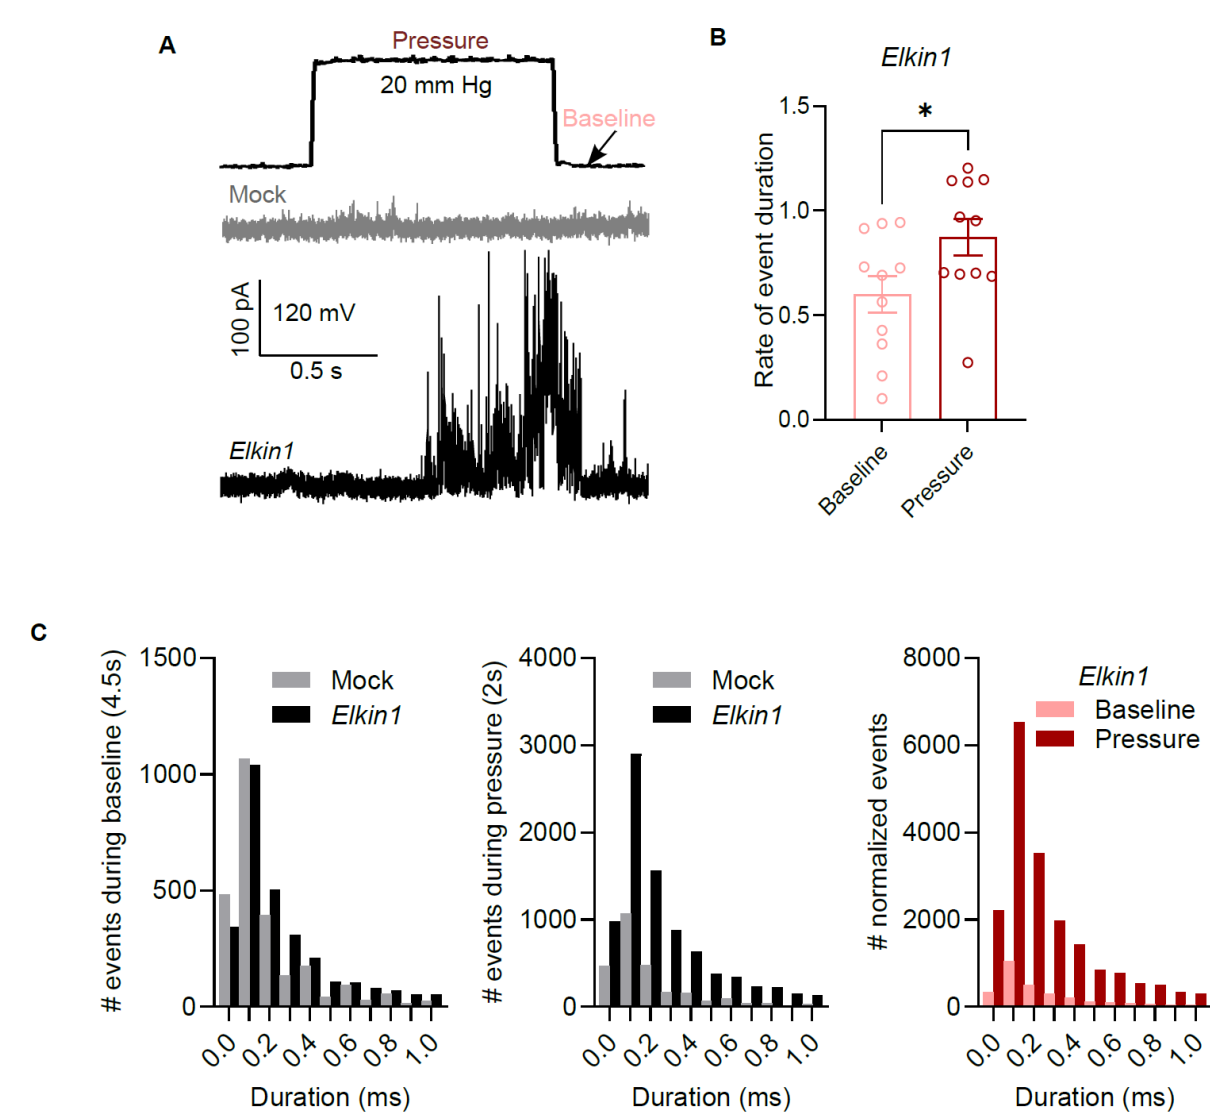 A
Pressure
20 mm Hg
Baseline
Mock
100 pA
120 mV
0.5 s
Elkin1
B
Elkin1
*
Rate of event duration
1.5
1.0
0.5
0.0
Baseline
Pressure
C
# events during baseline (4.5s)
1500
1000
500
0
Mock
Elkin1
0.0 0.2 0.4 0.6 0.8 1.0
Duration (ms)
# events during pressure (2s)
4000
3000
2000
1000
0
Mock
Elkin1
0.0 0.2 0.4 0.6 0.8 1.0
Duration (ms)
# normalized events
8000
6000
4000
2000
0
Elkin1
Baseline
Pressure
0.0 0.2 0.4 0.6 0.8 1.0
Duration (ms)